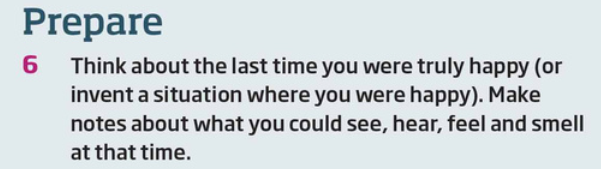 Prepare
6 Think about the last time you were truly happy (or
invent a situation where you were happy). Make
notes about what you could see, hear, feel and smell
at that time.